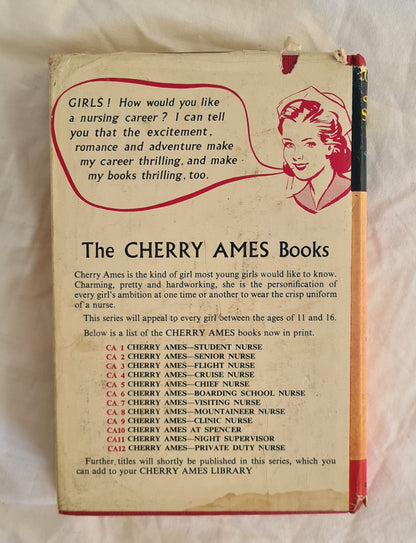 GIRLS! How would you like
a nursing career? I can tell
you that the excitement,
romance and adventure make
my career thrilling, and make
my books thrilling, too.
The CHERRY AMES Books
Cherry Ames is the kind of girl most young girls would like to know.
Charming, pretty and hardworking, she is the personification of
every girl's ambition at one time or another to wear the crisp uniform
of a nurse.
This series will appeal to every girl between the ages of 11 and 16.
Below is a list of the CHERRY AMES books now in print.
CA 1 CHERRY AMES—STUDENT NURSE
CA 2 CHERRY AMES—SENIOR NURSE
CA 3 CHERRY AMES—FLIGHT NURSE
CA 4 CHERRY AMES—CRUISE NURSE
CA 5 CHERRY AMES—CHIEF NURSE
CA 6 CHERRY AMES—BOARDING SCHOOL NURSE
CA 7 CHERRY AMES—VISITING NURSE
CA 8 CHERRY AMES—MOUNTAINEER NURSE
CA 9 CHERRY AMES—CLINIC NURSE
CA10 CHERRY AMES AT SPENCER
CA11 CHERRY AMES—NIGHT SUPERVISOR
CA12 CHERRY AMES—PRIVATE DUTY NURSE
Further titles will shortly be published in this series, which you
can add to your CHERRY AMES LIBRARY